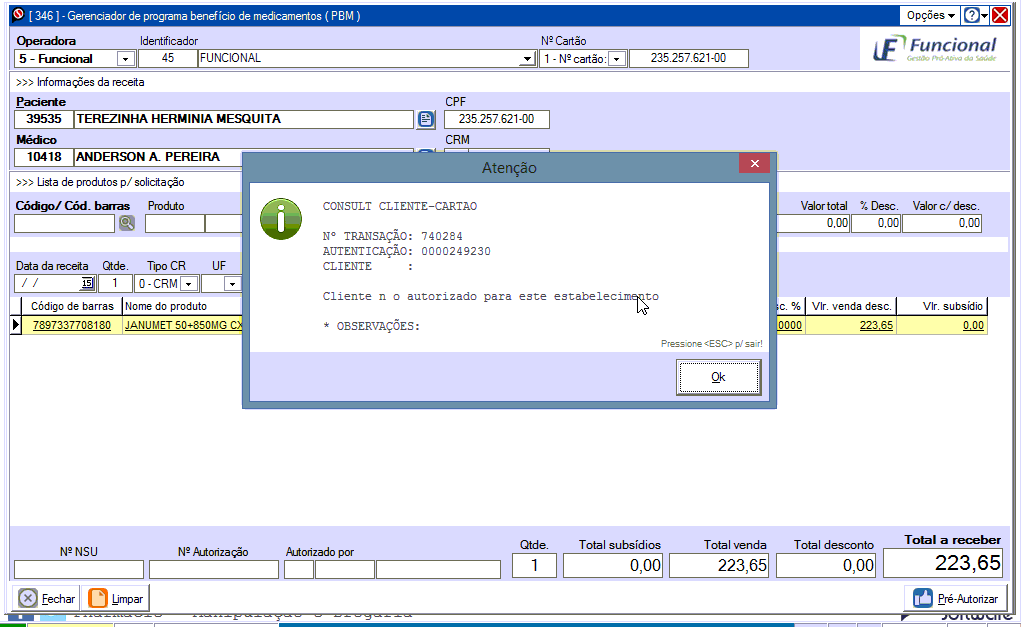 [ 346 ] - Gerenciador de programa benefício de medicamentos ( PBM )
Opções
Operadora Identificador Nº Cartão
5 - Funcional 45 FUNCIONAL 1 - Nº cartão: 235.257.621-00
Funcional
Gestão Pró-Ativa da Saúde
>>> Informações da receita
Paciente CPF
39535 TEREZINHA HERMINIA MESQUITA 235.257.621-00
Médico CRM
10418 ANDERSON A. PEREIRA
Atenção
>>> Lista de produtos p/ solicitação
Código/ Cód. barras Produto Valor total % Desc. Valor c/ desc.
0,00 0,00 0,00
CONSULT CLIENTE-CARTAO
Nº TRANSAÇÃO: 740284
AUTENTICAÇÃO: 0000249230
CLIENTE :
Cliente n o autorizado para este estabelecimento
* OBSERVAÇÕES:
Pressione <ESC> p/ sair!
Ok
Data da receita Qtde. Tipo CR UF
/ / 15 1 0 - CRM
Código de barras Nome do produto sc. % Vlr. venda desc. Vlr. subsídio
7897337708180 JANUMET 50+850MG CX 0000 223,65 0,00
Nº NSU Nº Autorização Autorizado por Qtde. Total subsídios Total venda Total desconto Total a receber
1 0,00 223,65 0,00 223,65
Fechar Limpar Pré-Autorizar